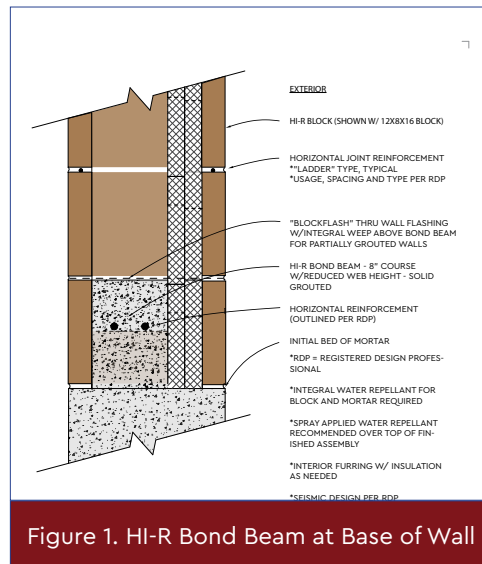 EXTERIOR
HI-R BLOCK (SHOWN W/ 12X8X16 BLOCK)
HORIZONTAL JOINT REINFORCEMENT
*"LADDER" TYPE, TYPICAL
*USAGE, SPACING AND TYPE PER RDP
"BLOCKFLASH" THRU WALL FLASHING
W/INTEGRAL WEEP ABOVE BOND BEAM
FOR PARTIALLY GROUTED WALLS
HI-R BOND BEAM - 8" COURSE
W/REDUCED WEB HEIGHT - SOLID
GROUTED
HORIZONTAL REINFORCEMENT
(OUTLINED PER RDP)
INITIAL BED OF MORTAR
*RDP = REGISTERED DESIGN PROFES-
SIONAL
*INTEGRAL WATER REPELLANT FOR
BLOCK AND MORTAR REQUIRED
*SPRAY APPLIED WATER REPELLANT
RECOMMENDED OVER TOP OF FIN-
ISHED ASSEMBLY
*INTERIOR FURRING W/ INSULATION
AS NEEDED
*SEISMIC DESIGN PER RDP
Figure 1. HI-R Bond Beam at Base of Wall